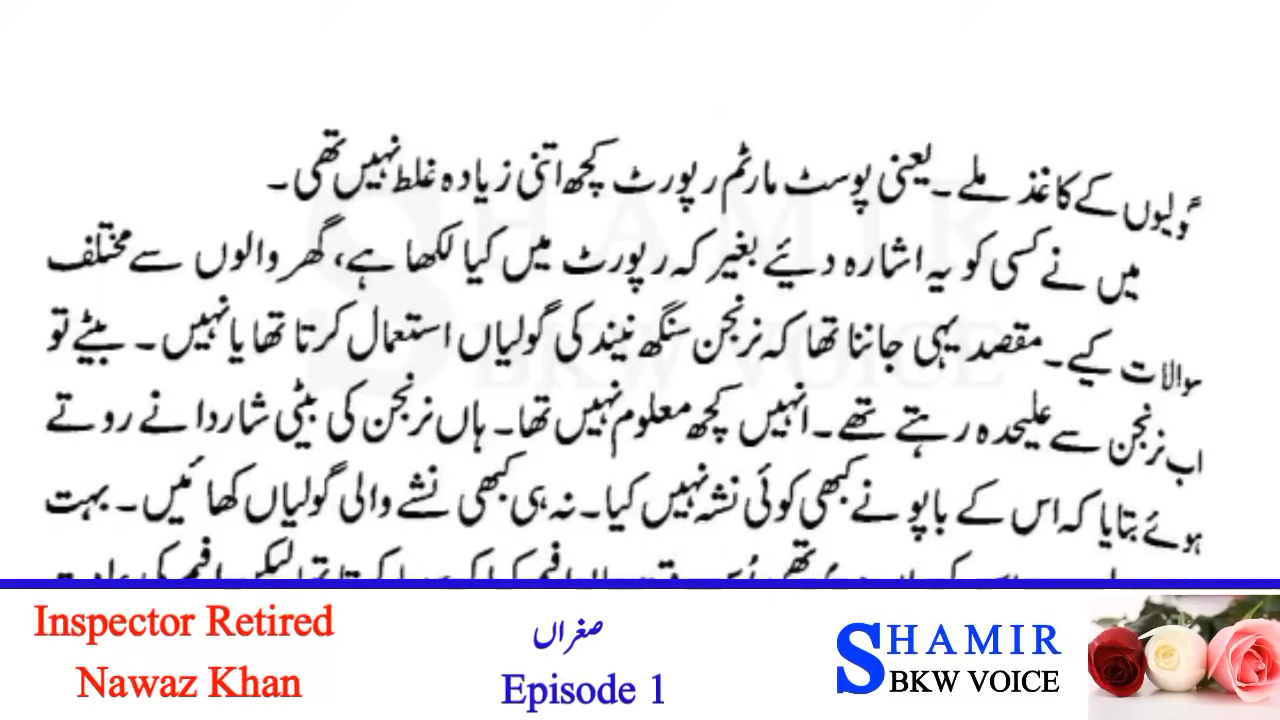 گولیوں کے کاغذ ملے۔ یعنی پوسٹ مارٹم رپورٹ کچھ اتنی زیادہ غلط نہیں تھی۔
میں نے کسی کو یہ اشارہ دیئے بغیر کہ رپورٹ میں کیا لکھا ہے، گھر والوں سے مختلف
سوالات کیے۔ مقصد یہی جاننا تھا کہ نرنجن سنگھ نیند کی گولیاں استعمال کرتا تھا یا نہیں۔ بیٹے تو
اب نرنجن سے علیحدہ رہتے تھے۔ انہیں کچھ معلوم نہیں تھا۔ ہاں نرنجن کی بیٹی شاردا نے روتے
ہوئے بتایا کہ اس کے باپو نے کبھی کوئی نشہ نہیں کیا۔ نہ ہی کبھی نشے والی گولیاں کھائیں۔ بہت
Inspector Retired
Nawaz Khan
صغراں
Episode 1
SHAMIR
BKW VOICE